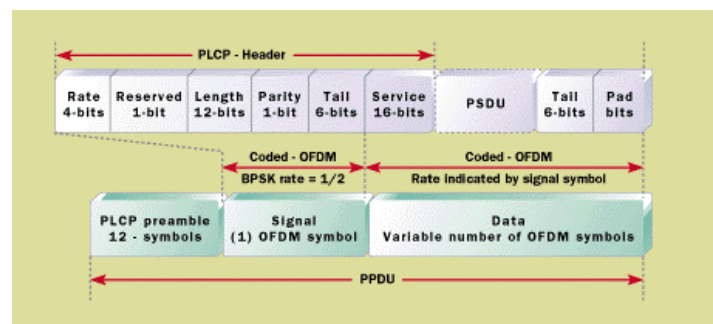 PLCP - Header
Rate
4-bits
Reserved
1-bit
Length
12-bits
Parity
1-bit
Tail
6-bits
Service
16-bits
PSDU
Tail
6-bits
Pad
bits
Coded - OFDM
BPSK rate = 1/2
Coded - OFDM
Rate indicated by signal symbol
PLCP preamble
12 - symbols
Signal
(1) OFDM symbol
Data
Variable number of OFDM symbols
PPDU